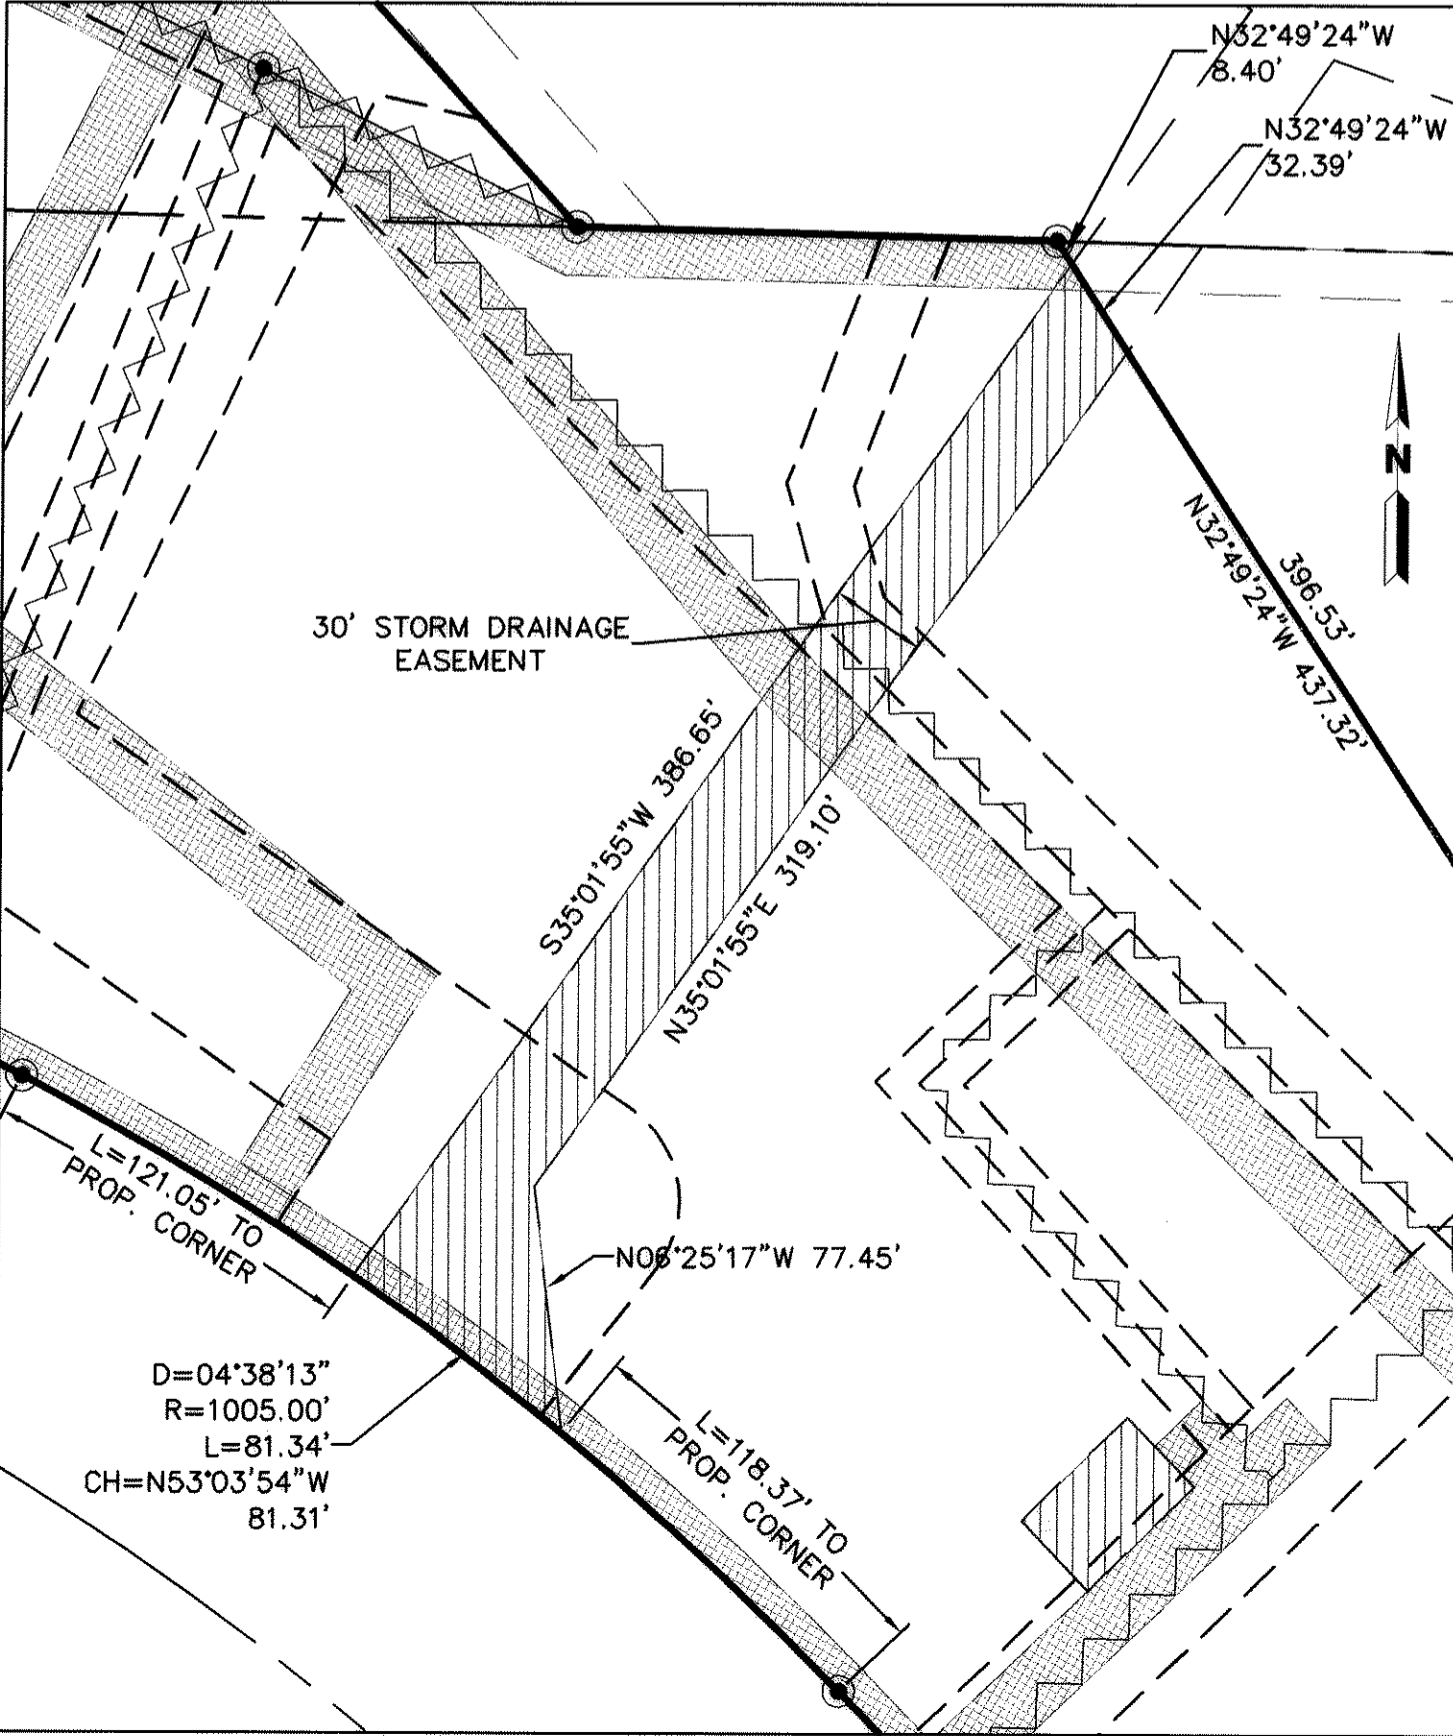 N32°49'24"W
8.40'
N32°49'24"W
32.39'
N
396.53'
N32°49'24"W 437.32'
30' STORM DRAINAGE
EASEMENT
S35°01'55"W 386.65'
N35°01'55"E 319.10'
L=121.05' TO
PROP. CORNER
N06°25'17"W 77.45'
D=04°38'13"
R=1005.00'
L=81.34'
CH=N53°03'54"W
81.31'
L=118.37' TO
PROP. CORNER